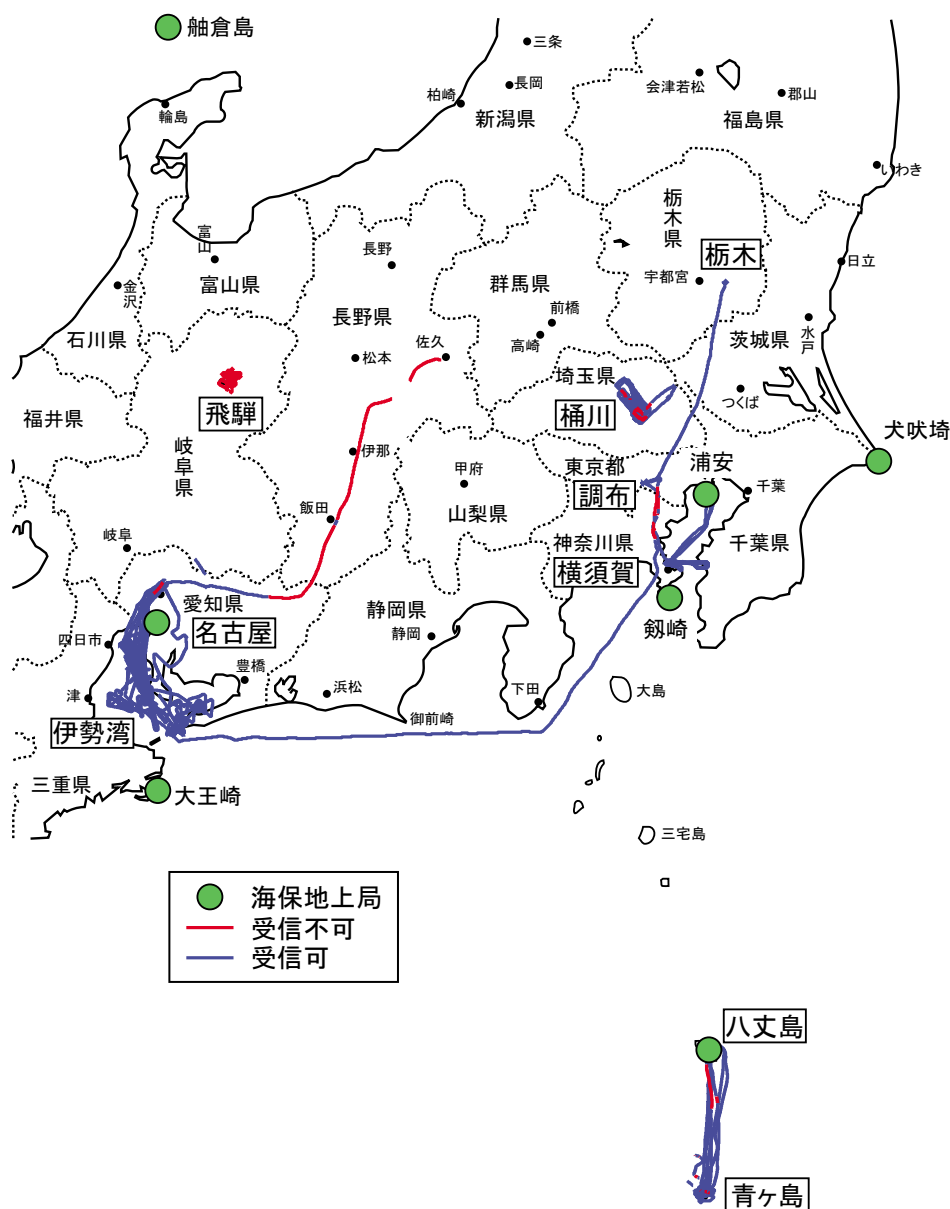 舳倉島
三条
会津若松
長岡
郡山
柏崎
輪島
新潟県
福島県
いわき
栃木県
富山
長野
栃木
日立
宇都宮
金沢
富山県
群馬県
長野県
前橋
水戸
石川県
佐久
高崎
茨城県
松本
埼玉県
飛騨
つくば
福井県
桶川
犬吠埼
岐阜県
伊那
東京都
浦安
甲府
調布
千葉
飯田
山梨県
岐阜
神奈川県
千葉県
横須賀
愛知県
静岡県
名古屋
剱崎
四日市
静岡
豊橋
津
浜松
下田
大島
伊勢湾
御前崎
三重県
大王崎
三宅島
海保地上局
受信不可
受信可
八丈島
青ヶ島